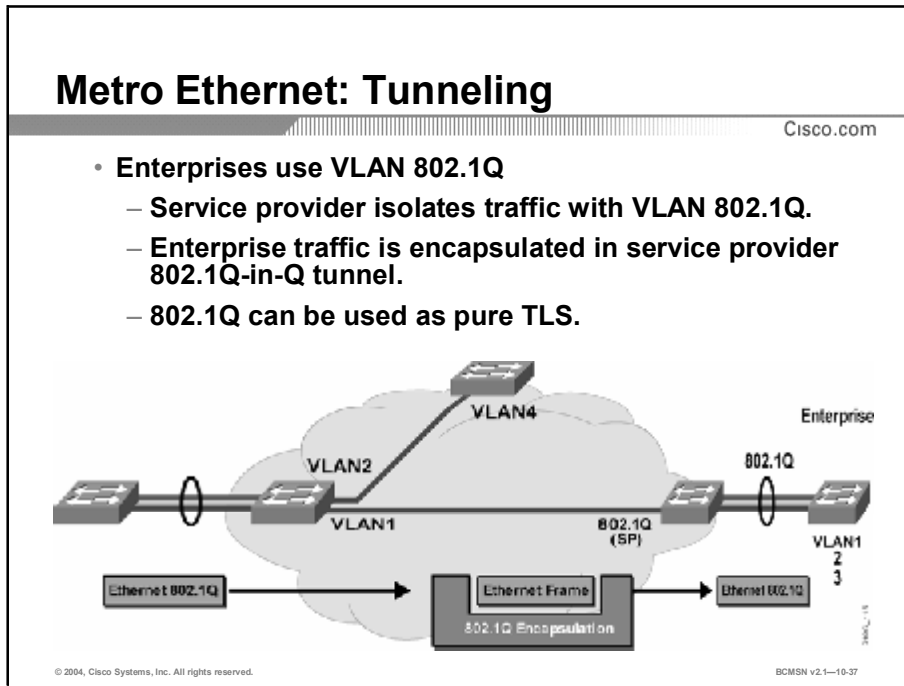 Metro Ethernet: Tunneling
Cisco.com
• Enterprises use VLAN 802.1Q
– Service provider isolates traffic with VLAN 802.1Q.
– Enterprise traffic is encapsulated in service provider
802.1Q-in-Q tunnel.
– 802.1Q can be used as pure TLS.
VLAN4
Enterprise
VLAN2
802.1Q
VLAN1
802.1Q
(SP)
VLAN1
2
3
Ethernet 802.1Q
Ethernet Frame
Ethernet 802.1Q
802.1Q Encapsulation
© 2004, Cisco Systems, Inc. All rights reserved.
BCMSN v2.1—10-37